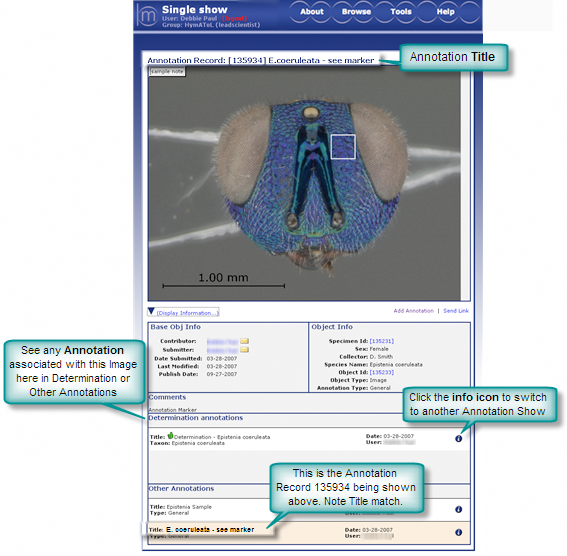 Single show
User: Debbie Paul
Group: HymAToL (leadscientist)
About Browse Tools Help
Annotation Record: [135934] E.coeruleata - see marker
Annotation Title
sample note
1.00 mm
(Display Information...)
Add Annotation | Send Link
Base Obj Info
Contributor:
Submitter:
Date Submitted: 03-28-2007
Last Modified: 03-28-2007
Publish Date: 09-27-2007
Object Info
Specimen Id: [135231]
Sex: Female
Collector: D. Smith
Species Name: Epistenia coeruleata
Object Id: [135233]
Object Type: Image
Annotation Type: General
See any Annotation
associated with this Image
here in Determination or
Other Annotations
Comments
Annotation Marker
Click the info icon to switch
to another Annotation Show
Determination annotations
Title: Determination - Epistenia coeruleata
Taxon: Epistenia coeruleata
Date: 03-28-2007
User:
This is the Annotation
Record 135934 being shown
above. Note Title match.
Other Annotations
Title: Epistenia Sample
Type: General
Title: E. coeruleata - see marker
Type: General
Date: 03-28-2007
User: